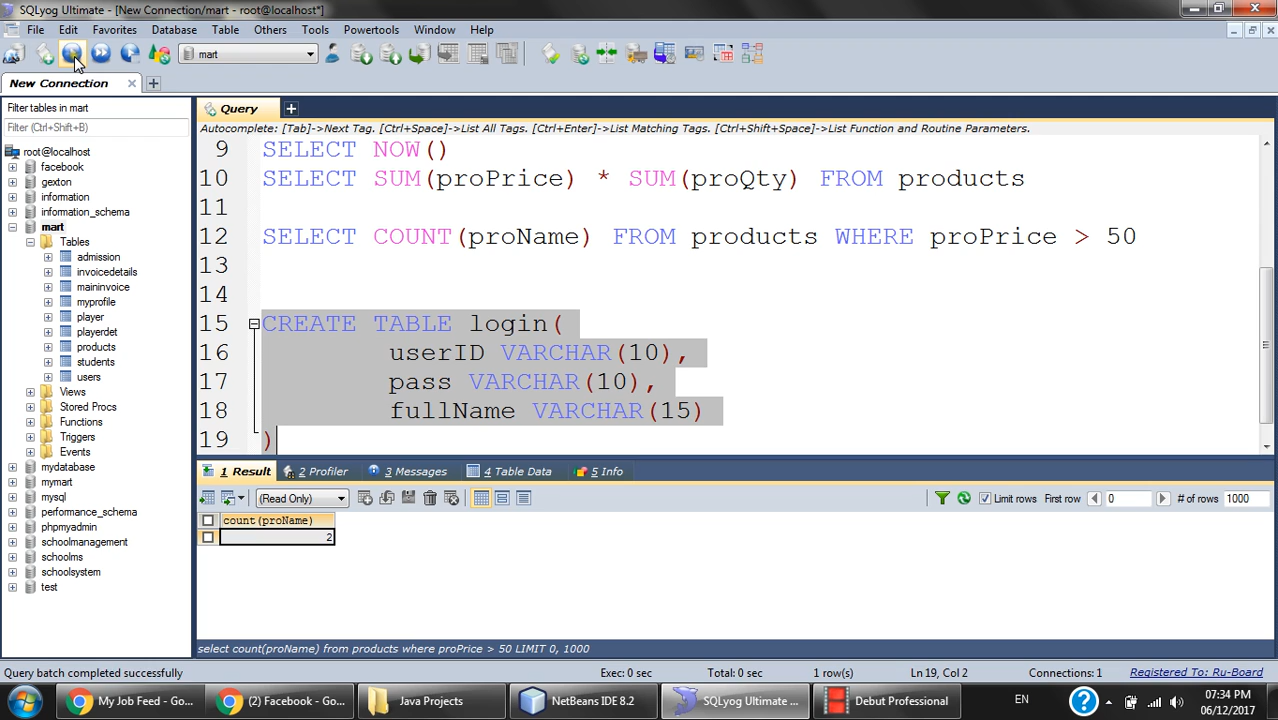 SQLyog Ultimate - [New Connection/mart - root@localhost*]
File Edit Favorites Database Table Others Tools Powertools Window Help
mart
New Connection
Filter tables in mart
Filter (Ctrl+Shift+B)
root@localhost
facebook
gexton
information
information_schema
mart
Tables
admission
invoicedetails
maininvoice
myprofile
player
playerdet
products
students
users
Views
Stored Procs
Functions
Triggers
Events
mydatabase
mymart
mysql
performance_schema
phpmyadmin
schoolmanagement
schoolms
schoolsystem
test
Query
Autocomplete: [Tab]->Next Tag. [Ctrl+Space]->List All Tags. [Ctrl+Enter]->List Matching Tags. [Ctrl+Shift+Space]->List Function and Routine Parameters.
9 SELECT NOW()
10 SELECT SUM(proPrice) * SUM(proQty) FROM products
11
12 SELECT COUNT(proName) FROM products WHERE proPrice > 50
13
14
15 CREATE TABLE login(
16 userID VARCHAR(10),
17 pass VARCHAR(10),
18 fullName VARCHAR(15)
19 )
1 Result 2 Profiler 3 Messages 4 Table Data 5 Info
(Read Only) Limit rows First row 0 # of rows 1000
count(proName)
2
select count(proName) from products where proPrice > 50 LIMIT 0, 1000
Query batch completed successfully Exec: 0 sec Total: 0 sec 1 row(s) Ln 19, Col 2 Connections: 1 Registered To: Ru-Board
My Job Feed - Go... (2) Facebook - Goo... Java Projects NetBeans IDE 8.2 SQLyog Ultimate ... Debut Professional EN 07:34 PM
06/12/2017